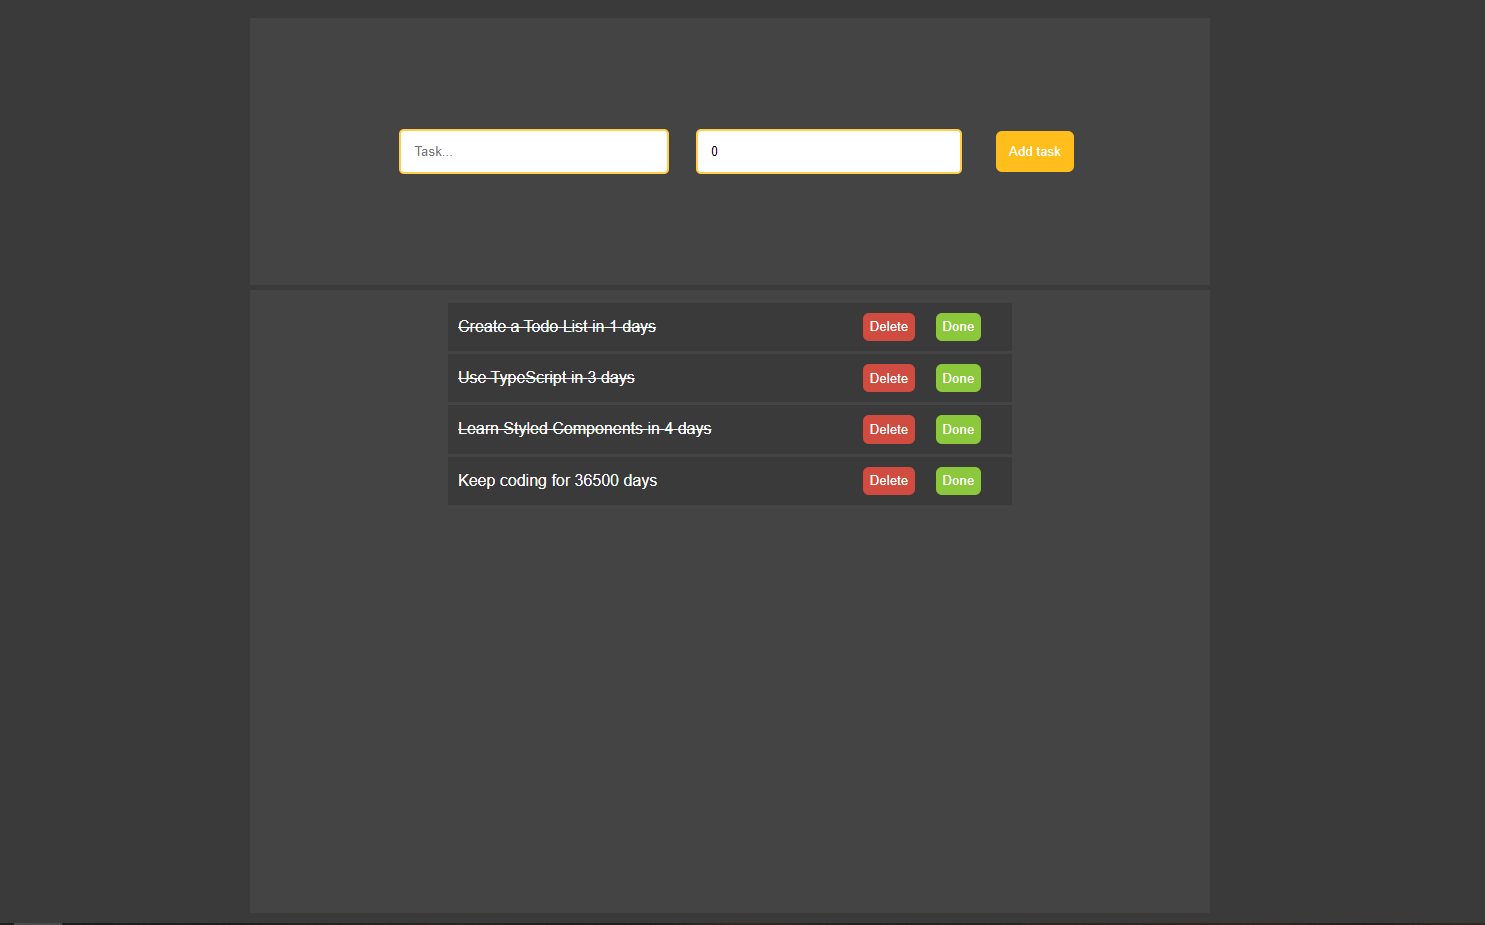 Task... 0 Add task
Create a Todo List in 1 days Delete Done
Use TypeScript in 3 days Delete Done
Learn Styled Components in 4 days Delete Done
Keep coding for 36500 days Delete Done